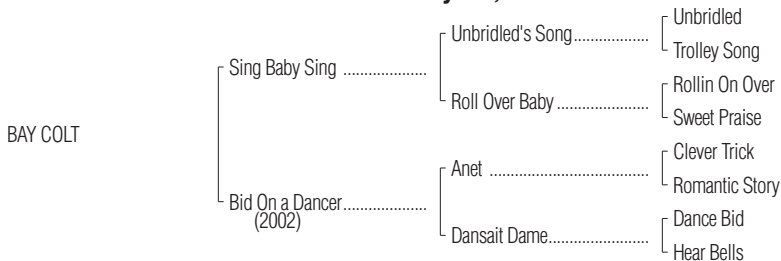 Unbridled
Unbridled's Song
Trolley Song
Sing Baby Sing
Rollin On Over
Roll Over Baby
Sweet Praise
BAY COLT
Clever Trick
Anet
Romantic Story
Bid On a Dancer
(2002)
Dance Bid
Dansait Dame
Hear Bells